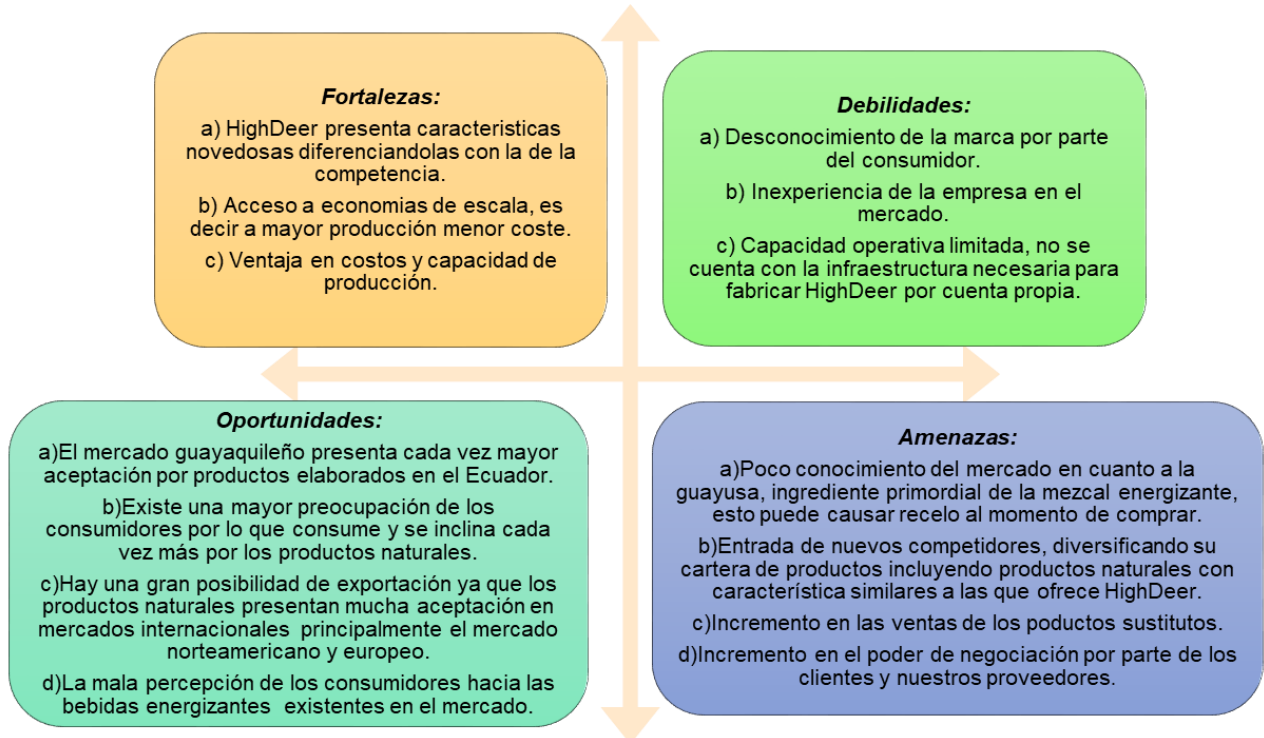 Fortalezas:
a) HighDeer presenta caracteristicas
novedosas diferenciandolas con la de la
competencia.
b) Acceso a economias de escala, es
decir a mayor producción menor coste.
c) Ventaja en costos y capacidad de
producción.
Debilidades:
a) Desconocimiento de la marca por parte
del consumidor.
b) Inexperiencia de la empresa en el
mercado.
c) Capacidad operativa limitada, no se
cuenta con la infraestructura necesaria para
fabricar HighDeer por cuenta propia.
Oportunidades:
a)El mercado guayaquileño presenta cada vez mayor
aceptación por productos elaborados en el Ecuador.
b)Existe una mayor preocupación de los
consumidores por lo que consume y se inclina cada
vez más por los productos naturales.
c)Hay una gran posibilidad de exportación ya que los
productos naturales presentan mucha aceptación en
mercados internacionales principalmente el mercado
norteamericano y europeo.
d)La mala percepción de los consumidores hacia las
bebidas energizantes existentes en el mercado.
Amenazas:
a)Poco conocimiento del mercado en cuanto a la
guayusa, ingrediente primordial de la mezcal energizante,
esto puede causar recelo al momento de comprar.
b)Entrada de nuevos competidores, diversificando su
cartera de productos incluyendo productos naturales con
característica similares a las que ofrece HighDeer.
c)Incremento en las ventas de los poductos sustitutos.
d)Incremento en el poder de negociación por parte de los
clientes y nuestros proveedores.